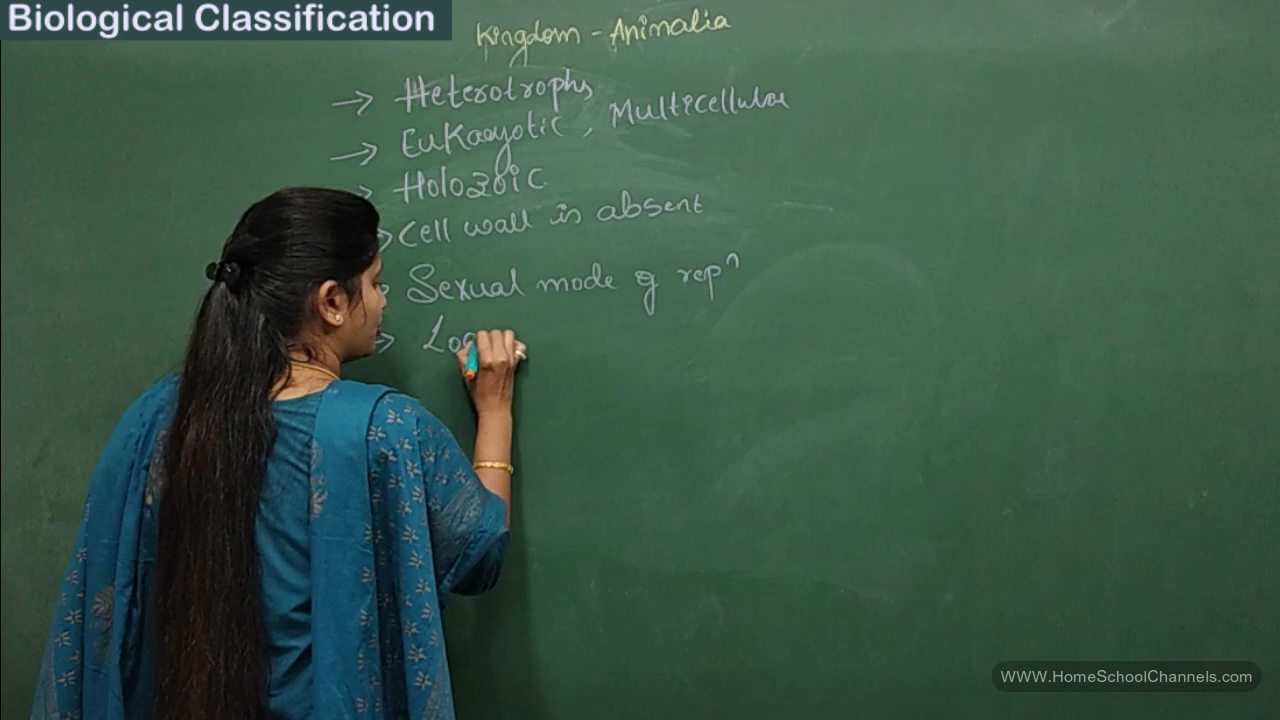 Biological Classification
Kingdom - Animalia
→ Heterotrophs
→ Eukaryotic, Multicellular
→ Holozoic
→ Cell wall is absent
→ Sexual mode of repⁿ
→ Loc
WWW.HomeSchoolChannels.com